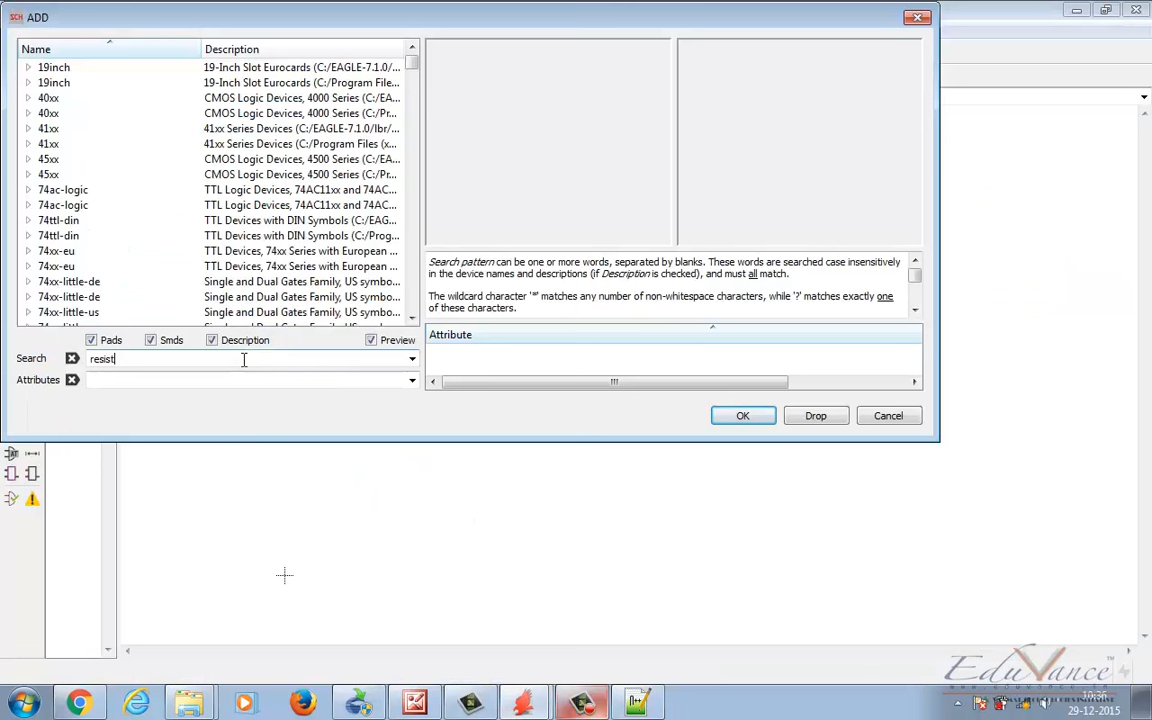 ADD
Name Description
19inch 19-Inch Slot Eurocards (C:/EAGLE-7.1.0/...
19inch 19-Inch Slot Eurocards (C:/Program File...
40xx CMOS Logic Devices, 4000 Series (C:/EA...
40xx CMOS Logic Devices, 4000 Series (C:/Pr...
41xx 41xx Series Devices (C:/EAGLE-7.1.0/lbr/...
41xx 41xx Series Devices (C:/Program Files (x...
45xx CMOS Logic Devices, 4500 Series (C:/EA...
45xx CMOS Logic Devices, 4500 Series (C:/Pr...
74ac-logic TTL Logic Devices, 74AC11xx and 74AC...
74ac-logic TTL Logic Devices, 74AC11xx and 74AC...
74ttl-din TTL Devices with DIN Symbols (C:/EAG...
74ttl-din TTL Devices with DIN Symbols (C:/Prog...
74xx-eu TTL Devices, 74xx Series with European ...
74xx-eu TTL Devices, 74xx Series with European ...
74xx-little-de Single and Dual Gates Family, US symbo...
74xx-little-de Single and Dual Gates Family, US symbo...
74xx-little-us Single and Dual Gates Family, US symbo...
Pads Smds Description Preview
Search resist
Attributes
Search pattern can be one or more words, separated by blanks. These words are searched case insensitively
in the device names and descriptions (if Description is checked), and must all match.
The wildcard character '*' matches any number of non-whitespace characters, while '?' matches exactly one
of these characters.
Attribute
OK Drop Cancel
EduVance
10:36
29-12-2015